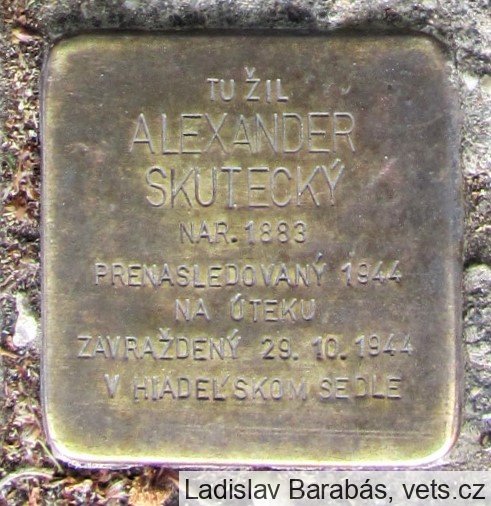 TU ŽIL
ALEXANDER
SKUTECKÝ
NAR. 1883
PRENASLEDOVANÝ 1944
NA ÚTEKU
ZAVRAŽDENÝ 29. 10. 1944
V HIADEĽSKOM SEDLE
Ladislav Barabás, vets.cz